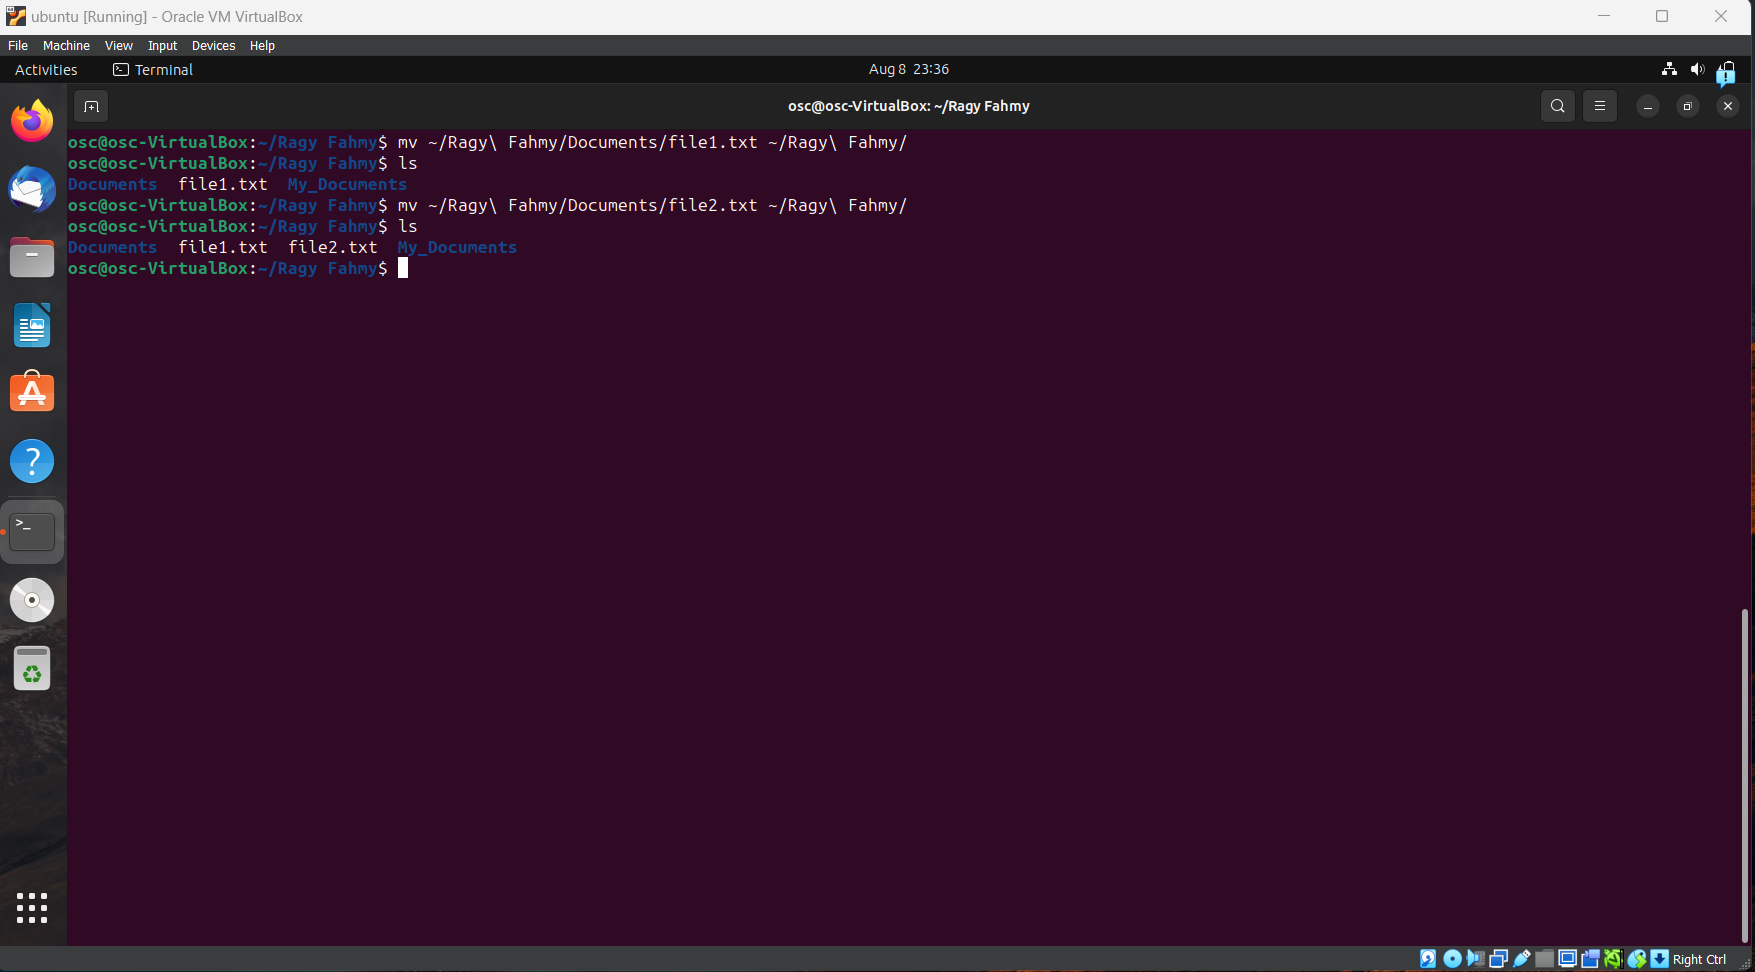 ubuntu [Running] - Oracle VM VirtualBox
File Machine View Input Devices Help
Activities Terminal Aug 8 23:36
osc@osc-VirtualBox: ~/Ragy Fahmy
osc@osc-VirtualBox:~/Ragy Fahmy$ mv ~/Ragy\ Fahmy/Documents/file1.txt ~/Ragy\ Fahmy/
osc@osc-VirtualBox:~/Ragy Fahmy$ ls
Documents file1.txt My_Documents
osc@osc-VirtualBox:~/Ragy Fahmy$ mv ~/Ragy\ Fahmy/Documents/file2.txt ~/Ragy\ Fahmy/
osc@osc-VirtualBox:~/Ragy Fahmy$ ls
Documents file1.txt file2.txt My_Documents
osc@osc-VirtualBox:~/Ragy Fahmy$
Right Ctrl